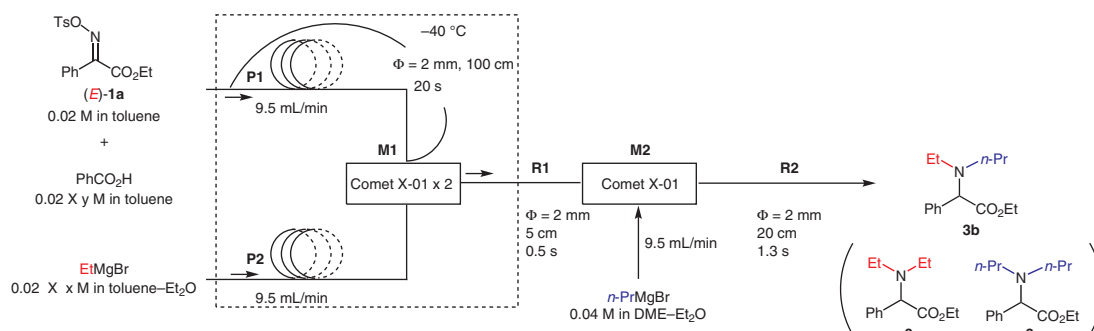 TsO
N
Ph
CO2Et
(E)-1a
0.02 M in toluene
+
PhCO2H
0.02 X y M in toluene
EtMgBr
0.02 X x M in toluene–Et2O
P1
9.5 mL/min
–40 °C
Φ = 2 mm, 100 cm
20 s
M1
Comet X-01 x 2
P2
9.5 mL/min
R1
Φ = 2 mm
5 cm
0.5 s
M2
Comet X-01
9.5 mL/min
n-PrMgBr
0.04 M in DME–Et2O
R2
Φ = 2 mm
20 cm
1.3 s
Et
n-Pr
N
Ph
CO2Et
3b
Et
Et
N
Ph
CO2Et
n-Pr
n-Pr
N
Ph
CO2Et